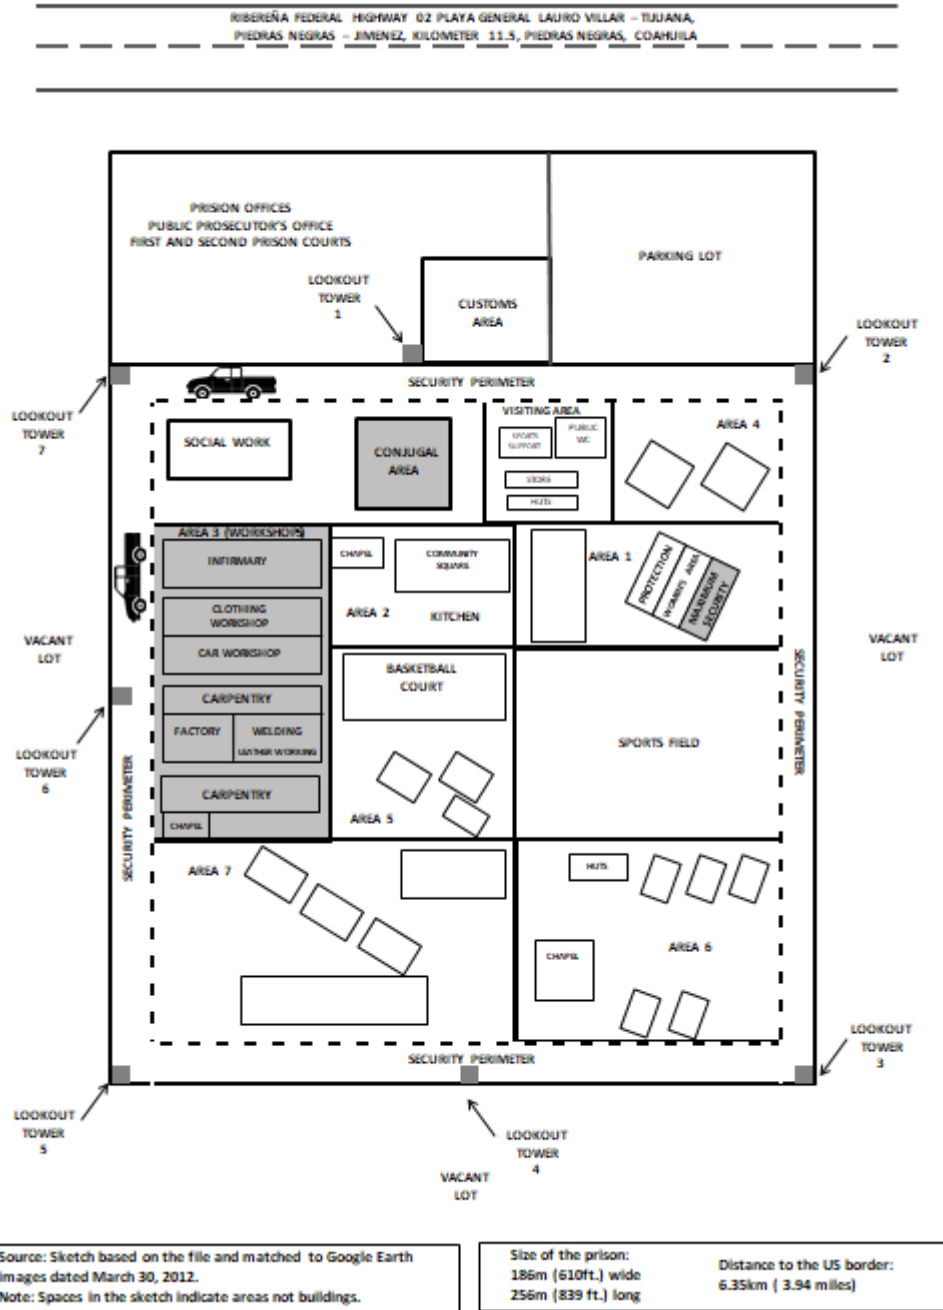 RIBEREÑA FEDERAL HIGHWAY 02 PLAYA GENERAL LAURO VILLAR – TIJUANA,
PIEDRAS NEGRAS – JIMENEZ, KILOMETER 11.5, PIEDRAS NEGRAS, COAHUILA
PRISION OFFICES
PUBLIC PROSECUTOR'S OFFICE
FIRST AND SECOND PRISON COURTS
PARKING LOT
LOOKOUT
TOWER
1
CUSTOMS
AREA
LOOKOUT
TOWER
2
SECURITY PERIMETER
LOOKOUT
TOWER
7
SOCIAL WORK
CONJUGAL
AREA
VISITING AREA
SPORTS
SUPPORT
PUBLIC
WC
STORE
HUTS
AREA 4
AREA 3 (WORKSHOPS)
INFIRMARY
CLOTHING
WORKSHOP
CAR WORKSHOP
CARPENTRY
FACTORY
WELDING
LEATHER WORKING
CARPENTRY
CHAPEL
CHAPEL
COMMUNITY
SQUARE
AREA 2
KITCHEN
AREA 1
PROTECTION
WOMEN'S AREA
MAXIMUM
SECURITY
VACANT
LOT
VACANT
LOT
BASKETBALL
COURT
SPORTS FIELD
SECURITY PERIMETER
LOOKOUT
TOWER
6
SECURITY PERIMETER
AREA 5
AREA 7
HUTS
CHAPEL
AREA 6
SECURITY PERIMETER
LOOKOUT
TOWER
3
LOOKOUT
TOWER
5
LOOKOUT
TOWER
4
VACANT
LOT
Source: Sketch based on the file and matched to Google Earth
images dated March 30, 2012.
Note: Spaces in the sketch indicate areas not buildings.
Size of the prison:
186m (610ft.) wide
256m (839 ft.) long
Distance to the US border:
6.35km ( 3.94 miles)